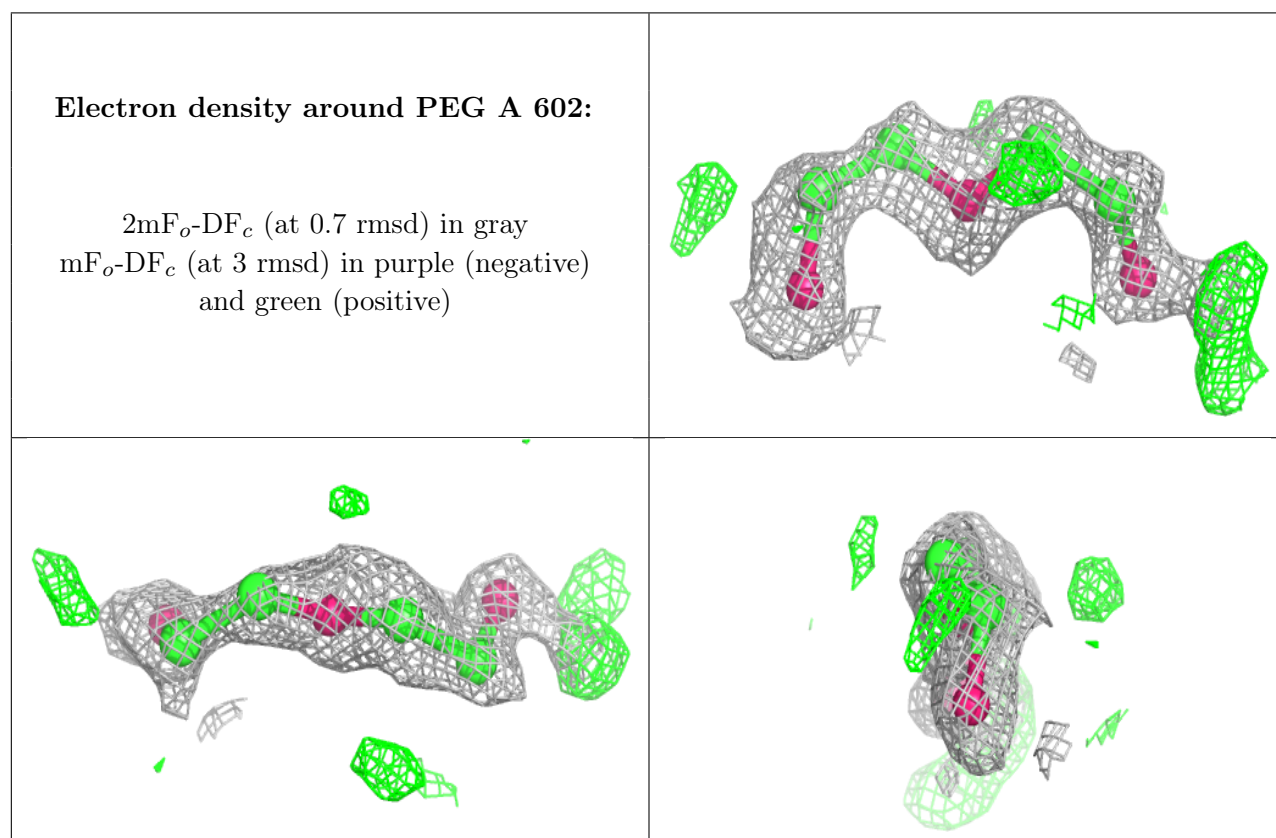 Electron density around PEG A 602:
2mFo-DFc (at 0.7 rmsd) in gray
mFo-DFc (at 3 rmsd) in purple (negative)
and green (positive)